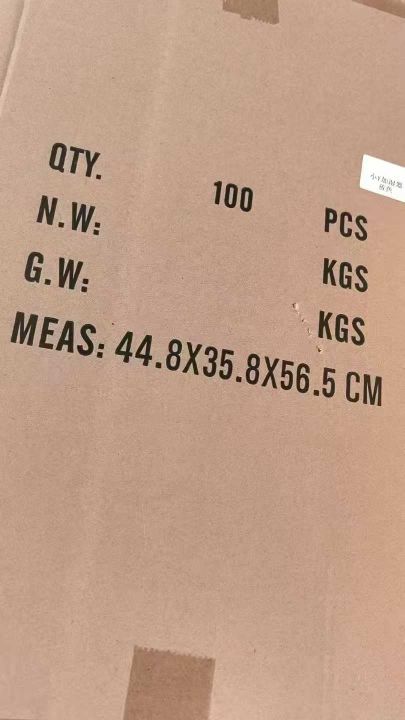 QTY. 100 PCS
N.W: KGS
G.W: KGS
MEAS: 44.8X35.8X56.5 CM